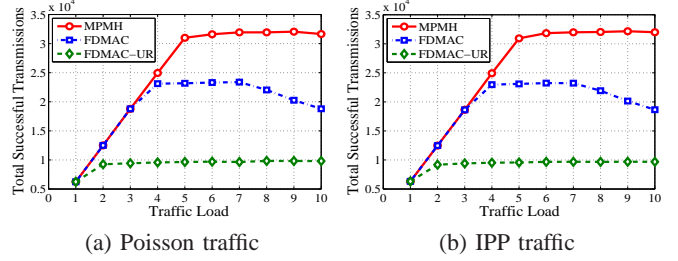 x 10^4
3.5
3
2.5
2
1.5
1
0.5
Total Successful Transmissions
MPMH
FDMAC
FDMAC-UR
0 1 2 3 4 5 6 7 8 9 10
Traffic Load
(a) Poisson traffic
x 10^4
3.5
3
2.5
2
1.5
1
0.5
Total Successful Transmissions
MPMH
FDMAC
FDMAC-UR
0 1 2 3 4 5 6 7 8 9 10
Traffic Load
(b) IPP traffic